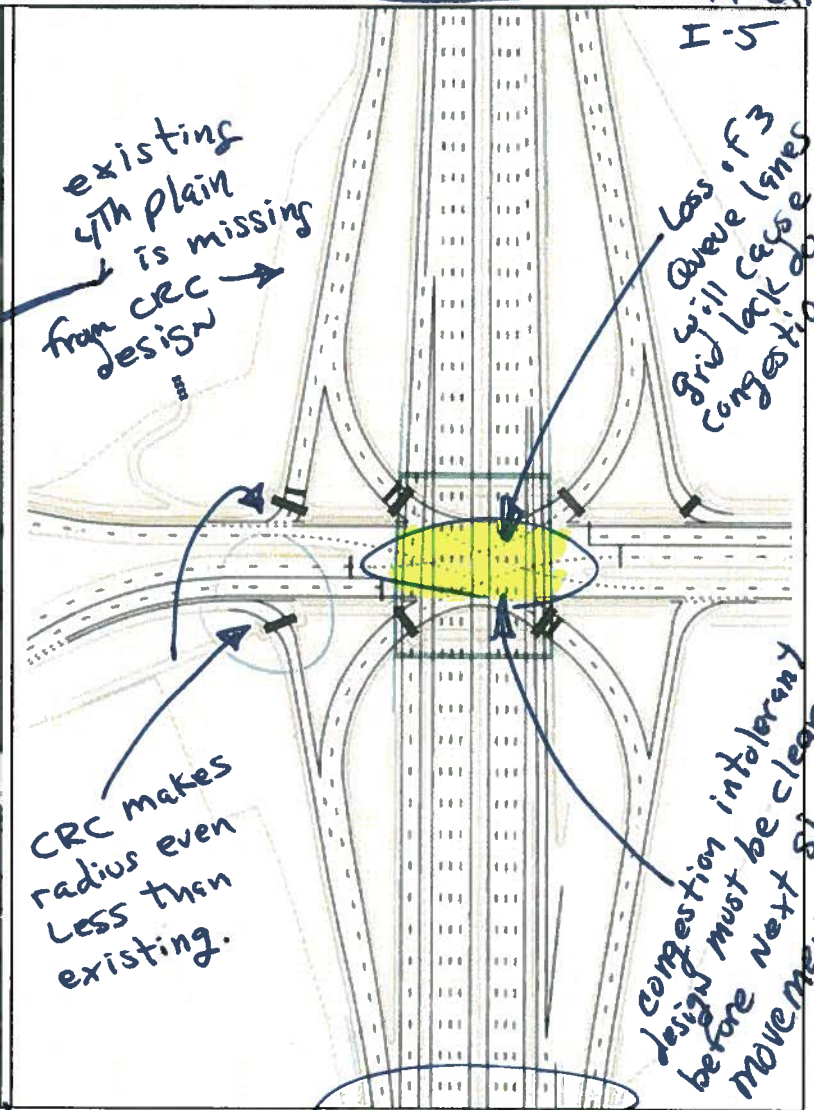 I-5
existing
4th plain
is missing
from CRC
design
Loss of 3
Queue lanes
will cause
grid lock
CRC makes
radius even
Less than
existing.
congestion intolerant
design must be
before Next